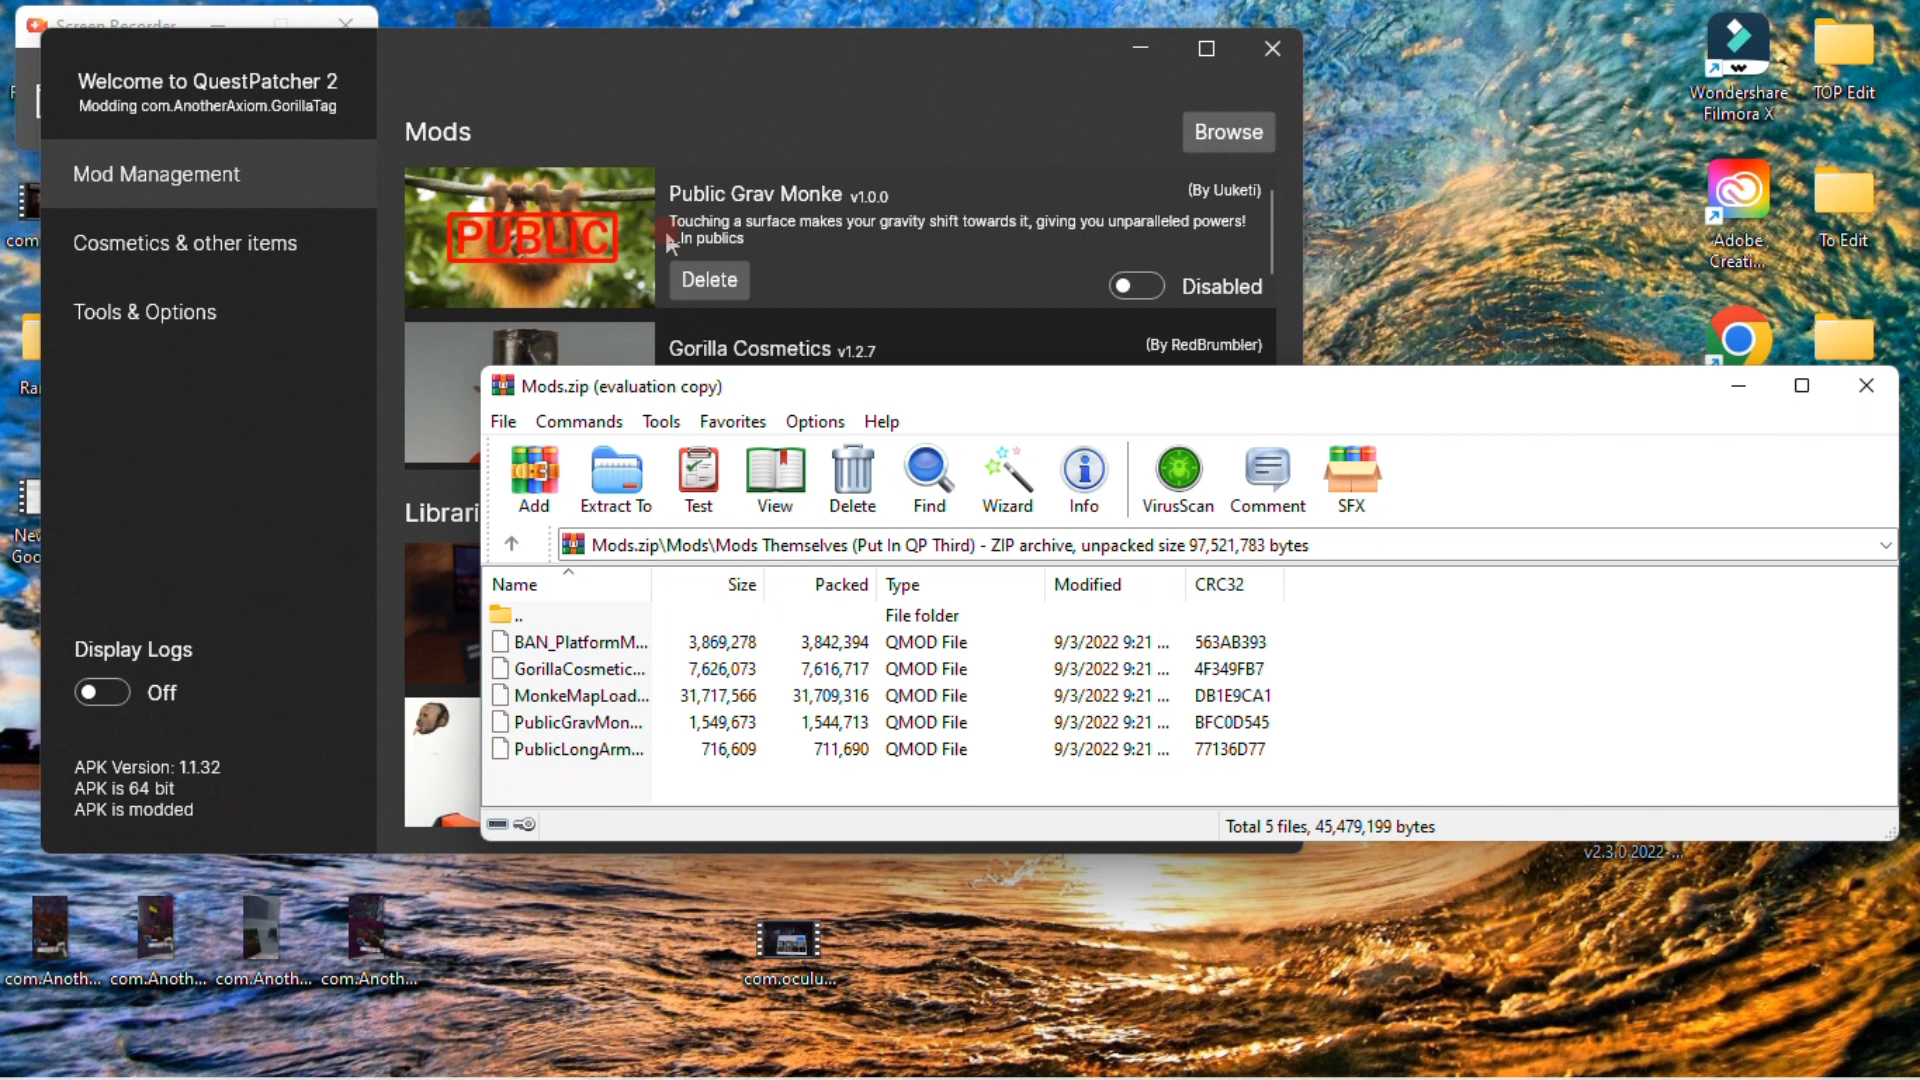 Screen Recorder
Welcome to QuestPatcher 2
Modding com.AnotherAxiom.GorillaTag
Mod Management
Cosmetics & other items
Tools & Options
Display Logs
Off
APK Version: 1.1.32
APK is 64 bit
APK is modded
Mods
Browse
PUBLIC
Public Grav Monke v1.0.0
(By Uuketi)
Touching a surface makes your gravity shift towards it, giving you unparalleled powers!
...In publics
Delete
Disabled
Gorilla Cosmetics v1.2.7
(By RedBrumbler)
Librari
Mods.zip (evaluation copy)
File Commands Tools Favorites Options Help
Add Extract To Test View Delete Find Wizard Info VirusScan Comment SFX
Mods.zip\Mods\Mods Themselves (Put In QP Third) - ZIP archive, unpacked size 97,521,783 bytes
Name Size Packed Type Modified CRC32
.. File folder
BAN_PlatformM... 3,869,278 3,842,394 QMOD File 9/3/2022 9:21 ... 563AB393
GorillaCosmetic... 7,626,073 7,616,717 QMOD File 9/3/2022 9:21 ... 4F349FB7
MonkeMapLoad... 31,717,566 31,709,316 QMOD File 9/3/2022 9:21 ... DB1E9CA1
PublicGravMon... 1,549,673 1,544,713 QMOD File 9/3/2022 9:21 ... BFC0D545
PublicLongArm... 716,609 711,690 QMOD File 9/3/2022 9:21 ... 77136D77
Total 5 files, 45,479,199 bytes
Wondershare
Filmora X
TOP Edit
Adobe
Creati...
To Edit
com
Ra
New
Goo
v2.3.0 2022-...
com.Anoth...
com.Anoth...
com.Anoth...
com.Anoth...
com.oculu...